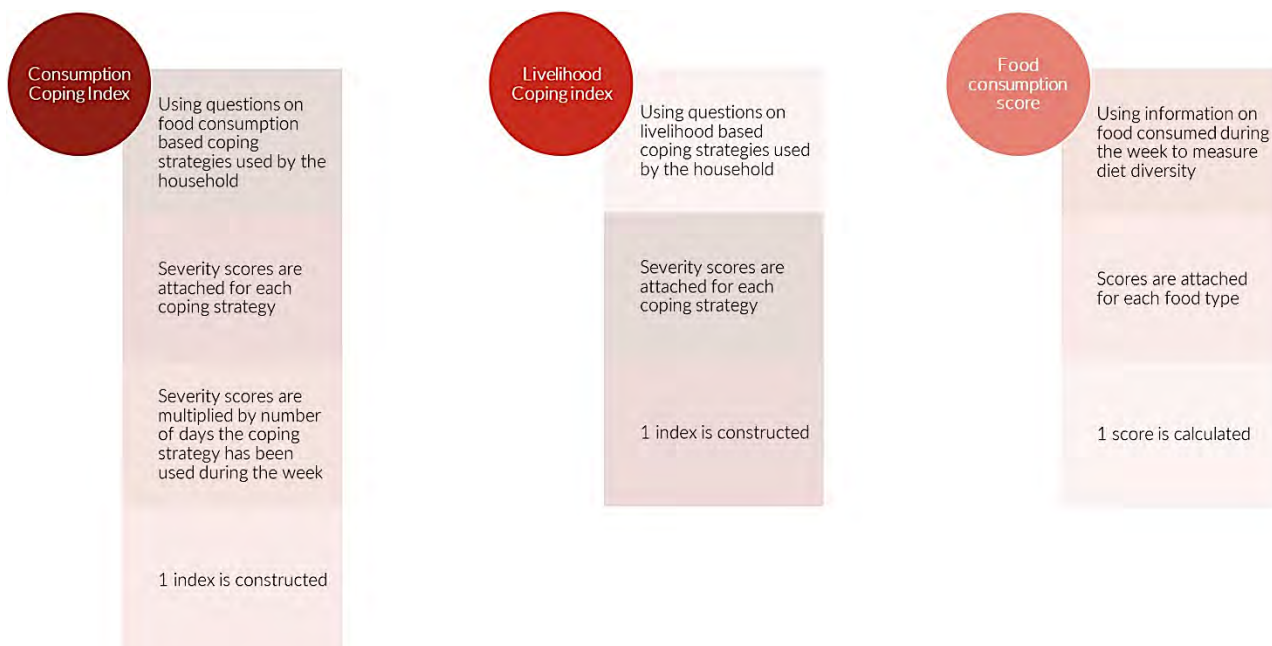 Consumption
Coping Index
Using questions on
food consumption
based coping
strategies used by the
household
Severity scores are
attached for each
coping strategy
Severity scores are
multiplied by number
of days the coping
strategy has been
used during the week
1 index is constructed
Livelihood
Coping index
Using questions on
livelihood based
coping strategies used
by the household
Severity scores are
attached for each
coping strategy
1 index is constructed
Food
consumption
score
Using information on
food consumed during
the week to measure
diet diversity
Scores are attached
for each food type
1 score is calculated